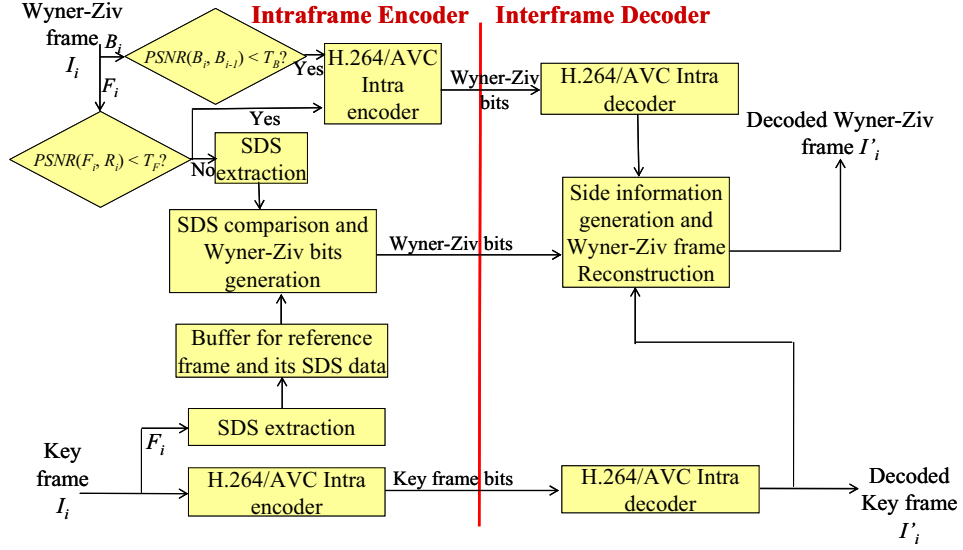 Intraframe Encoder
Interframe Decoder
Wyner-Ziv
frame
I_i
B_i
F_i
PSNR(B_i, B_{i-1}) < T_B?
Yes
H.264/AVC
Intra
encoder
Wyner-Ziv
bits
H.264/AVC Intra
decoder
PSNR(F_i, R_i) < T_F?
Yes
No
SDS
extraction
Decoded Wyner-Ziv
frame I'_i
SDS comparison and
Wyner-Ziv bits
generation
Wyner-Ziv bits
Side information
generation and
Wyner-Ziv frame
Reconstruction
Buffer for reference
frame and its SDS data
SDS extraction
F_i
Key
frame
I_i
H.264/AVC Intra
encoder
Key frame bits
H.264/AVC Intra
decoder
Decoded
Key frame
I'_i